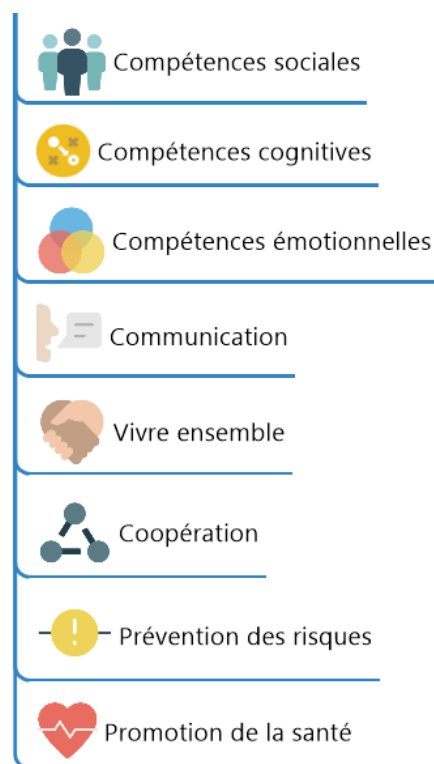 Compétences sociales
Compétences cognitives
Compétences émotionnelles
Communication
Vivre ensemble
Coopération
Prévention des risques
Promotion de la santé